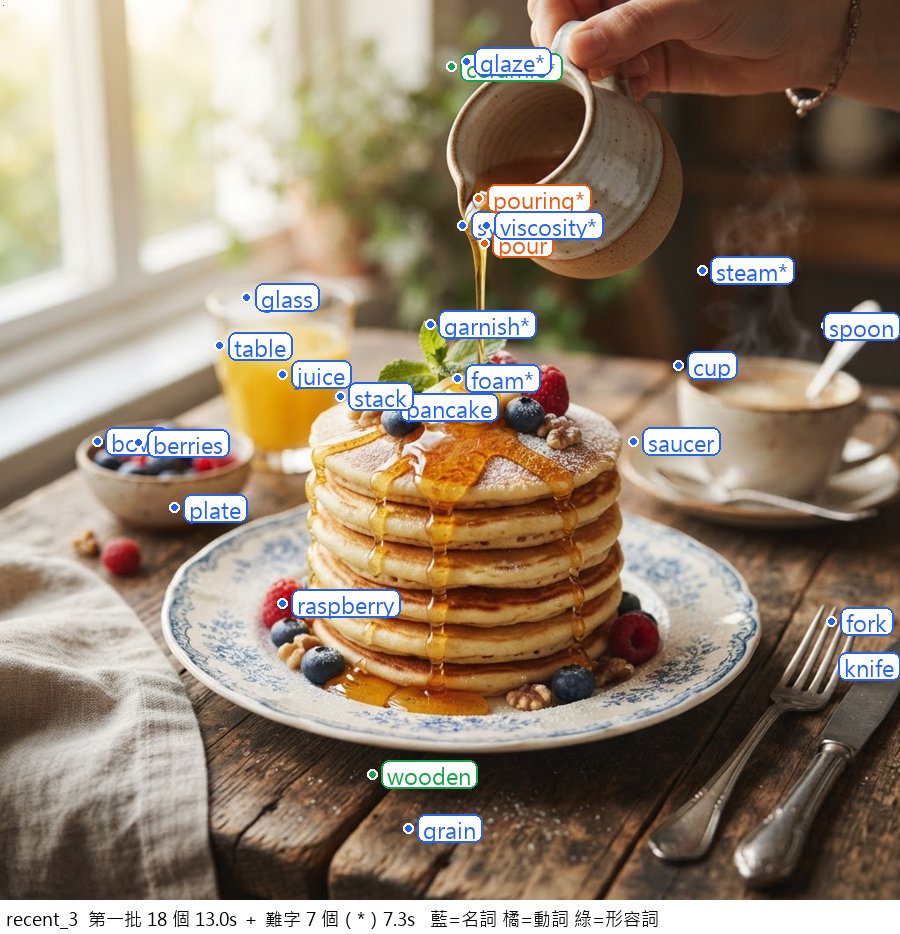 glaze*
pouring*
viscosity*
pour
steam*
glass
garnish*
spoon
table
cup
juice
foam*
stack
pancake
berries
saucer
plate
raspberry
fork
knife
wooden
grain
recent_3 第一批 18 個 13.0s + 難字 7 個 ( * ) 7.3s 藍=名詞 橘=動詞 綠=形容詞